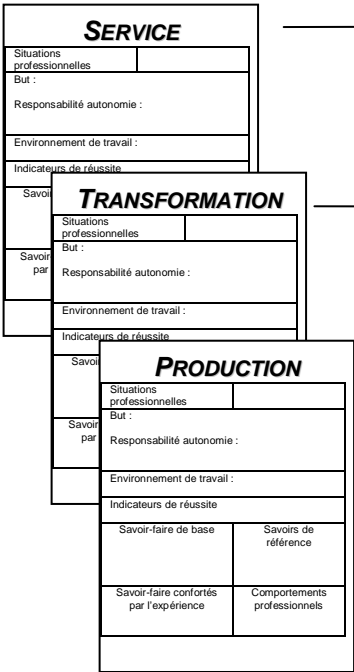 SERVICE
Situations
professionnelles
But :
Responsabilité autonomie :
Environnement de travail :
Indicateurs de réussite
TRANSFORMATION
Situations
professionnelles
But :
Responsabilité autonomie :
Environnement de travail :
Indicateurs de réussite
PRODUCTION
Situations
professionnelles
But :
Responsabilité autonomie :
Environnement de travail :
Indicateurs de réussite
Savoir-faire de base
Savoirs de
référence
Savoir-faire confortés
par l'expérience
Comportements
professionnels